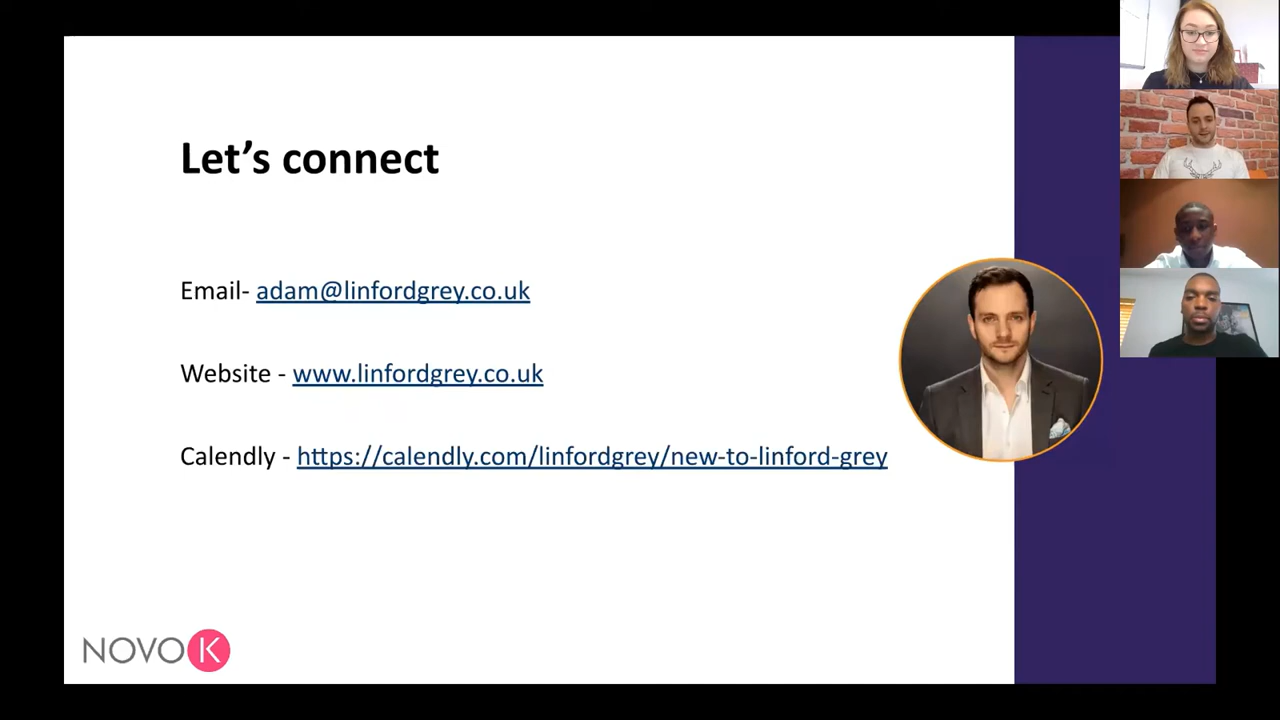 Let’s connect
Email- adam@linfordgrey.co.uk
Website - www.linfordgrey.co.uk
Calendly - https://calendly.com/linfordgrey/new-to-linford-grey
NOVO K